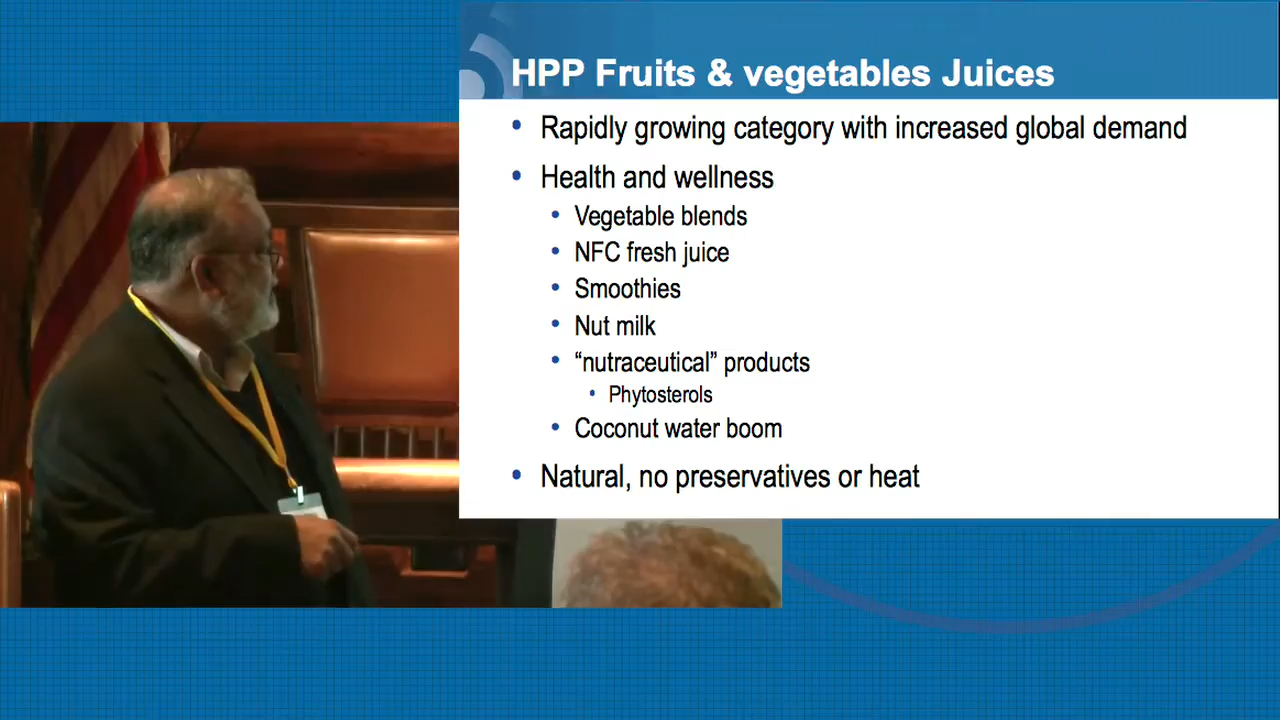 HPP Fruits & vegetables Juices
• Rapidly growing category with increased global demand
• Health and wellness
• Vegetable blends
• NFC fresh juice
• Smoothies
• Nut milk
• “nutraceutical” products
• Phytosterols
• Coconut water boom
• Natural, no preservatives or heat